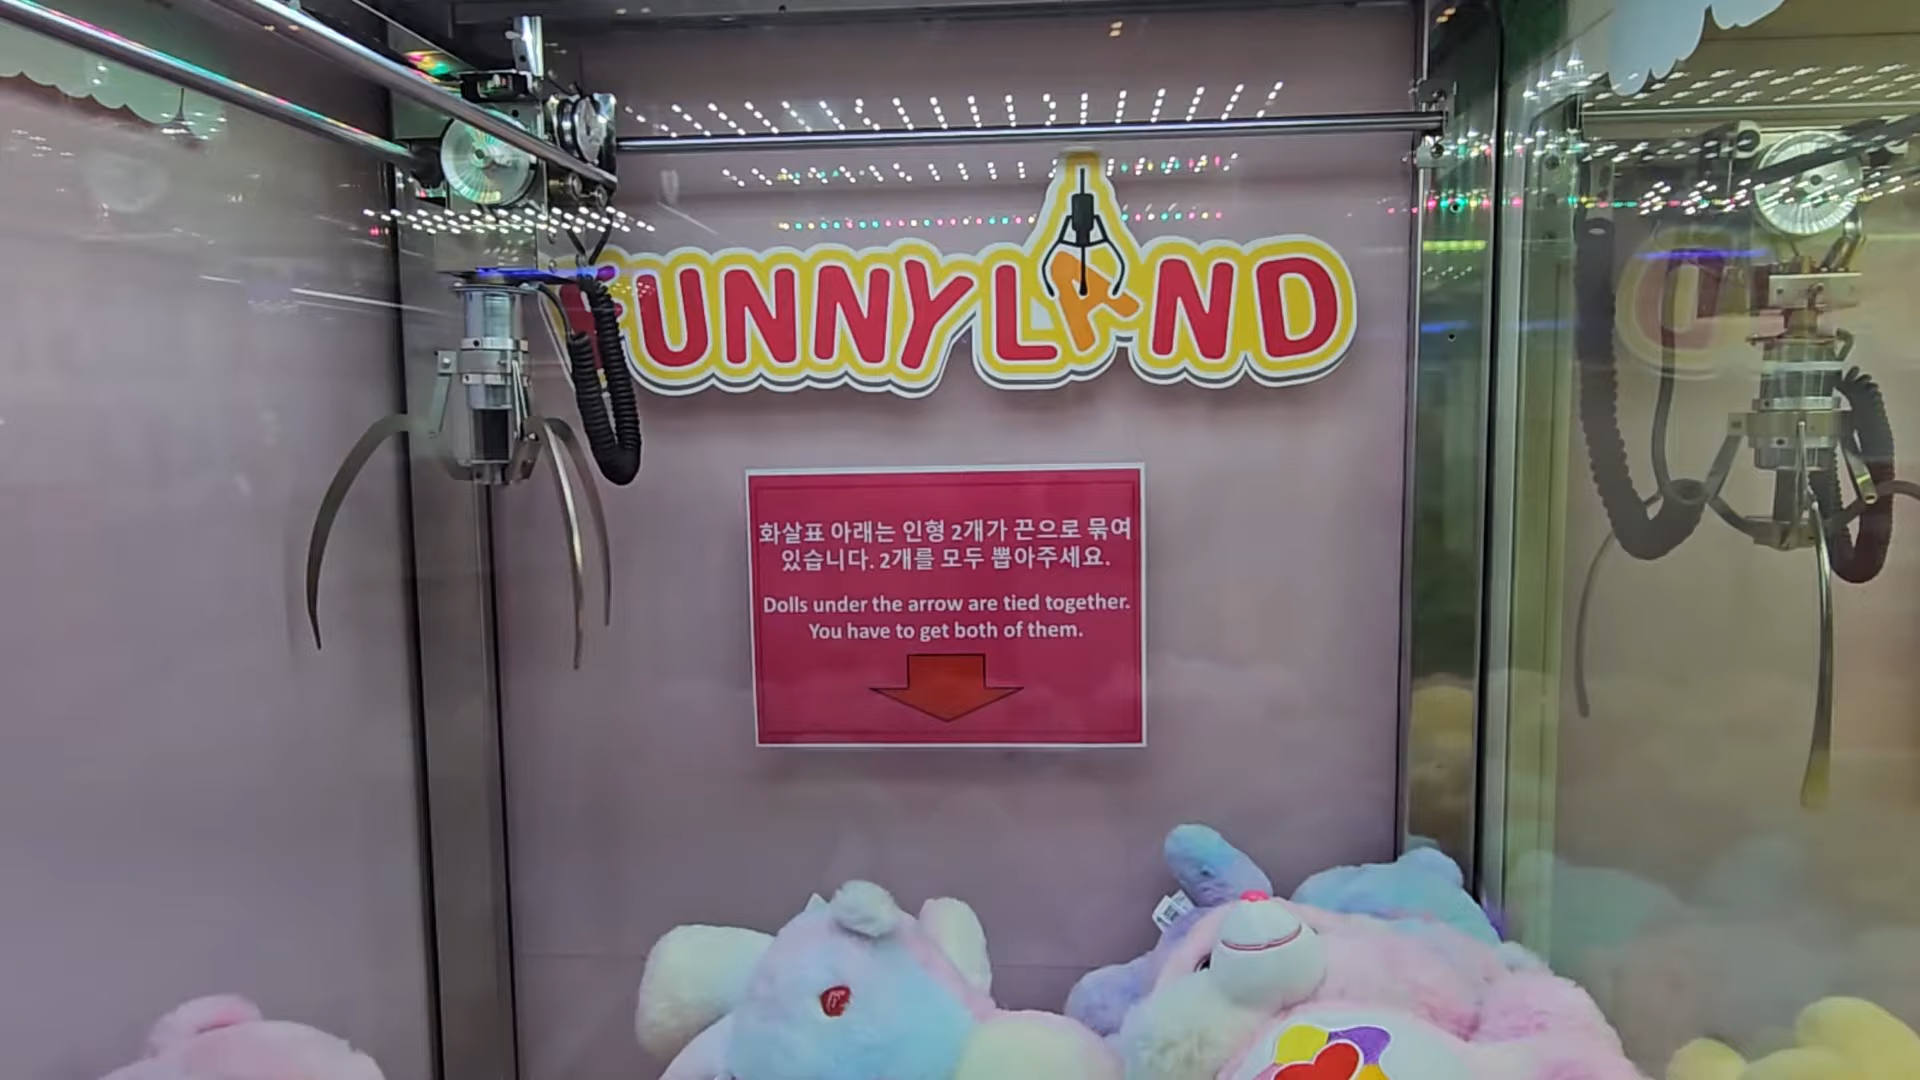 FUNNYLAND
화살표 아래는 인형 2개가 끈으로 묶여
있습니다. 2개를 모두 뽑아주세요.
Dolls under the arrow are tied together.
You have to get both of them.